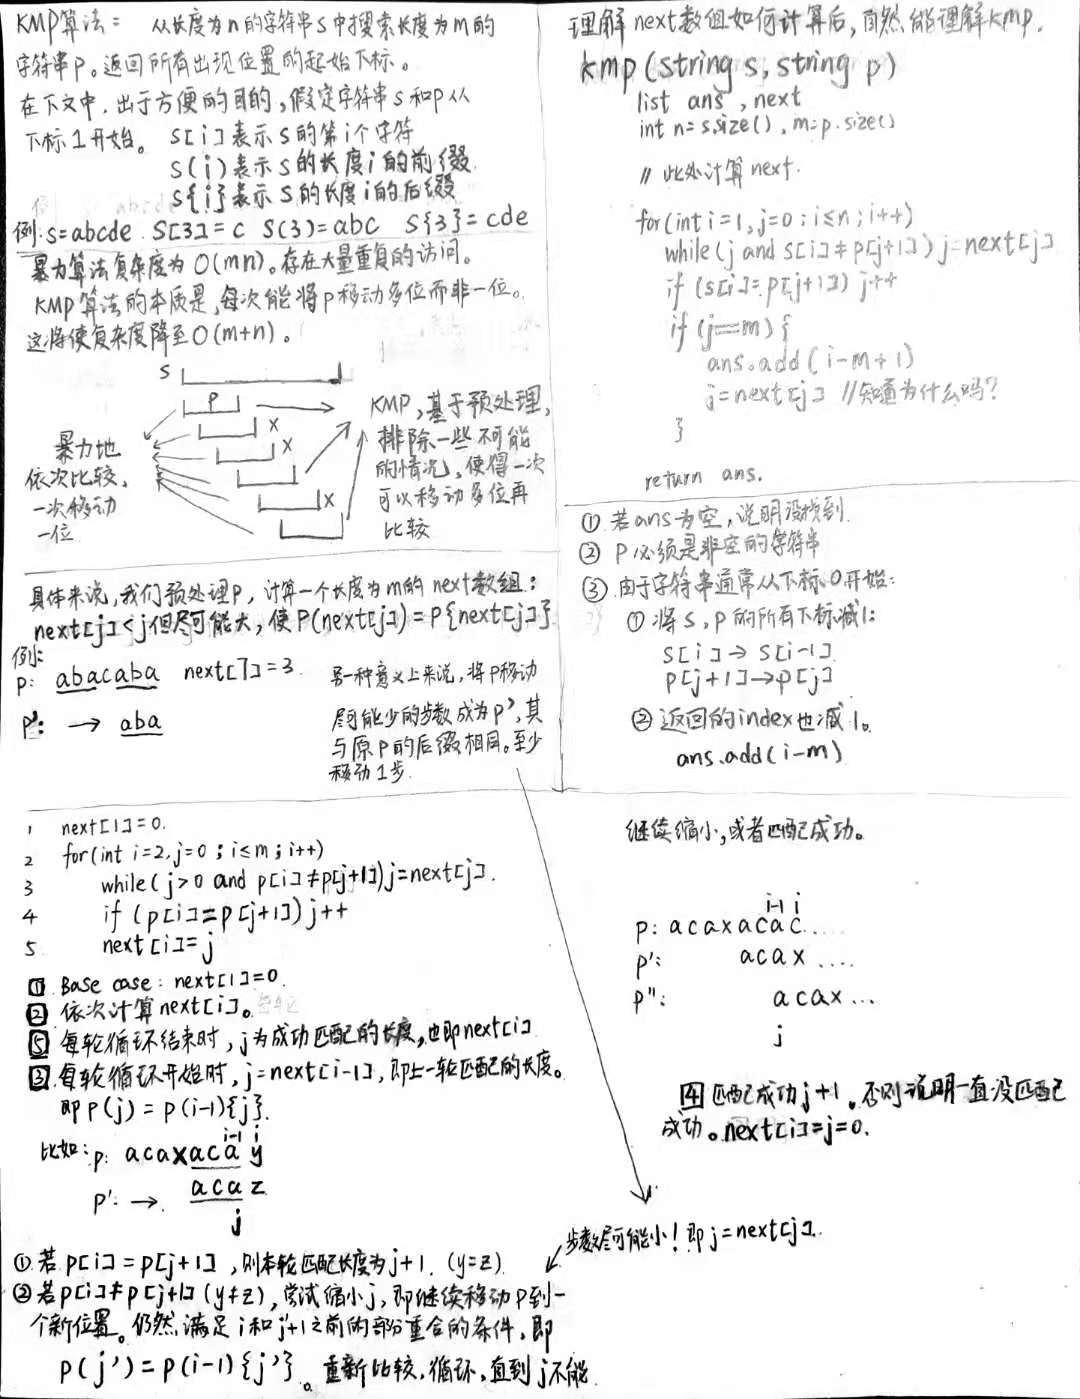 KMP算法: 从长度为n的字符串s中搜索长度为m的
字符串P。返回所有出现位置的起始下标。
在下文中,出于方便的目的,假定字符串s和p从
下标1开始。 S[i]表示S的第i个字符
S(i)表示S的长度i的前缀
S{i}表示S的长度i的后缀
例:S=abcde. S[3]=c S(3)=abc S{3}=cde
暴力算法复杂度为O(mn)。存在大量重复的访问。
KMP算法的本质是,每次能将P移动多位而非一位。
这将使复杂度降至O(m+n)。
S
P
x
x
x
暴力地
依次比较,
一次移动
一位
KMP,基于预处理,
排除一些不可能
的情况,使得一次
可以移动多位再
比较
具体来说,我们预处理P,计算一个长度为m的next数组:
next[j]<j但尽可能大,使P(next[j])=P{next[j]}
例:
P: abacaba next[7]=3.
P': → aba
另一种意义上来说,将P移动
尽可能少的步数成为P',其
与原P的后缀相同。至少
移动1步.
1 next[1]=0.
2 for(int i=2,j=0;i≤m;i++)
3 while(j>0 and p[i]≠p[j+1])j=next[j].
4 if(p[i]==p[j+1])j++
5. next[i]=j
① Base case: next[1]=0.
② 依次计算next[i]。
⑤ 每轮循环结束时,j为成功匹配的长度,也即next[i]
③ 每轮循环开始时,j=next[i-1],即上一轮匹配的长度。
即P(j)=P(i-1){j}.
i-1 i
比如:p: acaxacay
P': →. acaz
j
①若P[i]=P[j+1],则本轮匹配长度为j+1.(y=z)
②若P[i]≠P[j+1](y≠z),尝试缩小j,即继续移动P到一
个新位置。仍然满足i和j'+1之前的部分重合的条件,即
P(j')=P(i-1){j'}。重新比较,循环,直到j不能
理解next数组如何计算后,自然能理解kmp.
kmp(string s, string p)
list ans, next
int n=s.size(), m=p.size()
// 此处计算next.
for(int i=1,j=0;i≤n;i++)
while(j and s[i]≠P[j+1])j=next[j]
if(s[i]=p[j+1])j++
if(j==m){
ans.add(i-m+1)
j=next[j] //知道为什么吗?
}
return ans.
① 若ans为空,说明没找到.
② P必须是非空的字符串
③ 由于字符串通常从下标0开始:
①将S,P的所有下标减1:
S[i]→S[i-1]
P[j+1]→p[j]
②返回的index也减1。
ans.add(i-m)
继续缩小,或者匹配成功。
i-1 i
P: acaxacac.....
P': acax....
P'': acax...
j
④ 匹配成功j+1。否则说明一直没匹配
成功。next[i]=j=0.
步数尽可能小!即j=next[j].